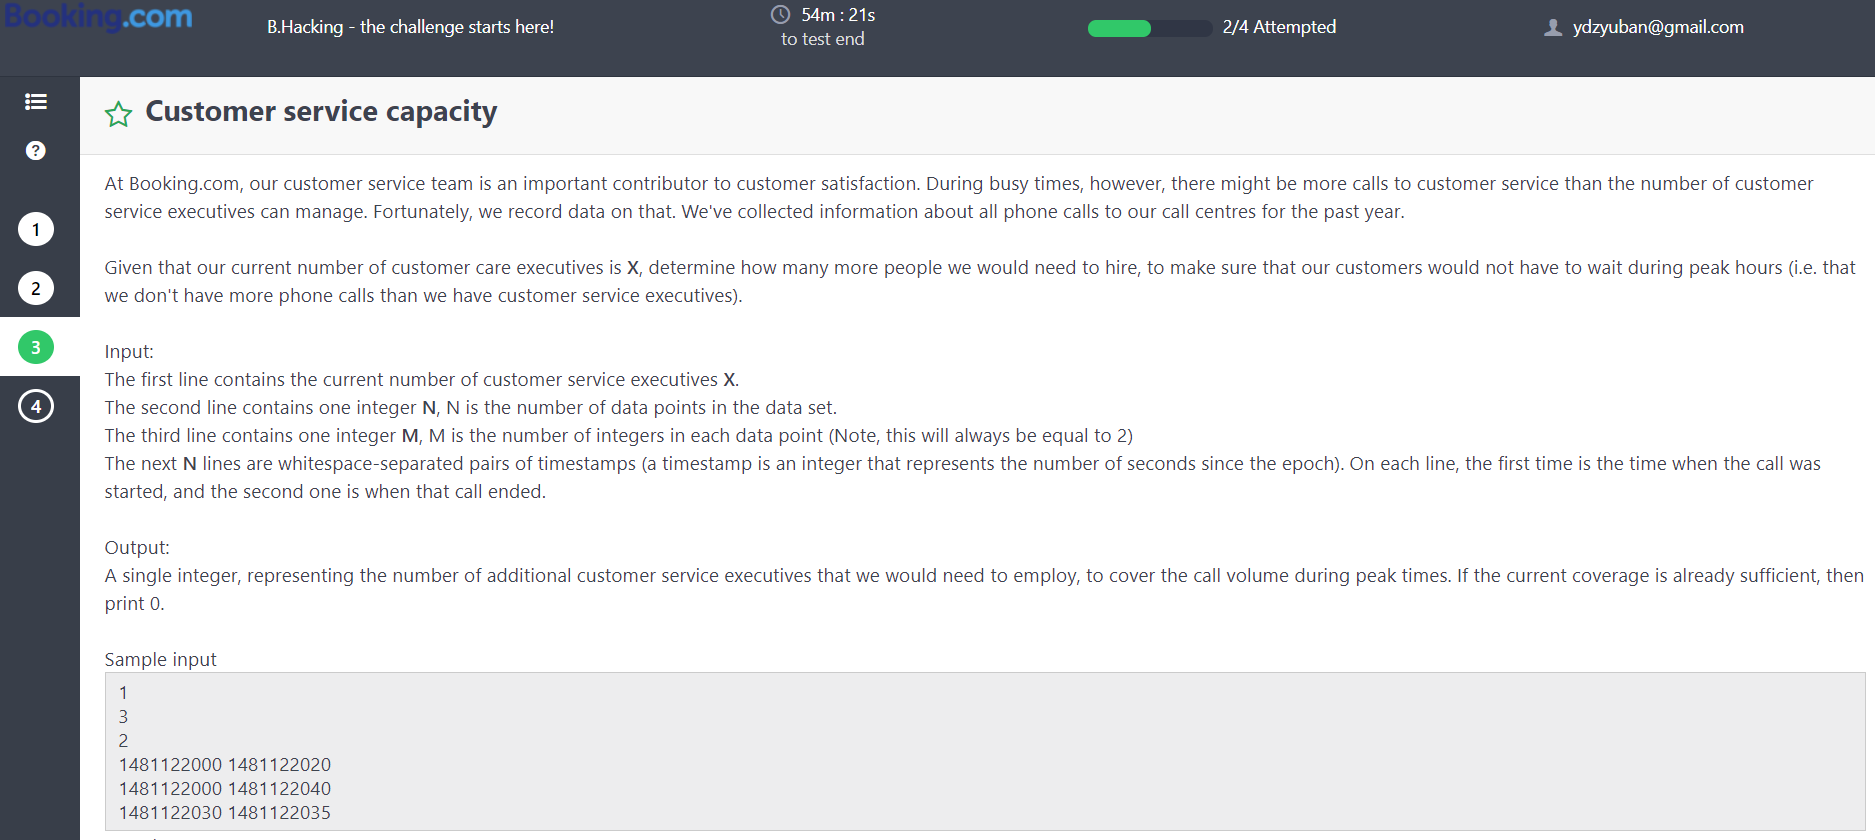 Booking.com
B.Hacking - the challenge starts here!
54m : 21s
to test end
2/4 Attempted
ydzyuban@gmail.com
?
1
2
3
4
Customer service capacity
At Booking.com, our customer service team is an important contributor to customer satisfaction. During busy times, however, there might be more calls to customer service than the number of customer
service executives can manage. Fortunately, we record data on that. We've collected information about all phone calls to our call centres for the past year.
Given that our current number of customer care executives is X, determine how many more people we would need to hire, to make sure that our customers would not have to wait during peak hours (i.e. that
we don't have more phone calls than we have customer service executives).
Input:
The first line contains the current number of customer service executives X.
The second line contains one integer N, N is the number of data points in the data set.
The third line contains one integer M, M is the number of integers in each data point (Note, this will always be equal to 2)
The next N lines are whitespace-separated pairs of timestamps (a timestamp is an integer that represents the number of seconds since the epoch). On each line, the first time is the time when the call was
started, and the second one is when that call ended.
Output:
A single integer, representing the number of additional customer service executives that we would need to employ, to cover the call volume during peak times. If the current coverage is already sufficient, then
print 0.
Sample input
1
3
2
1481122000 1481122020
1481122000 1481122040
1481122030 1481122035